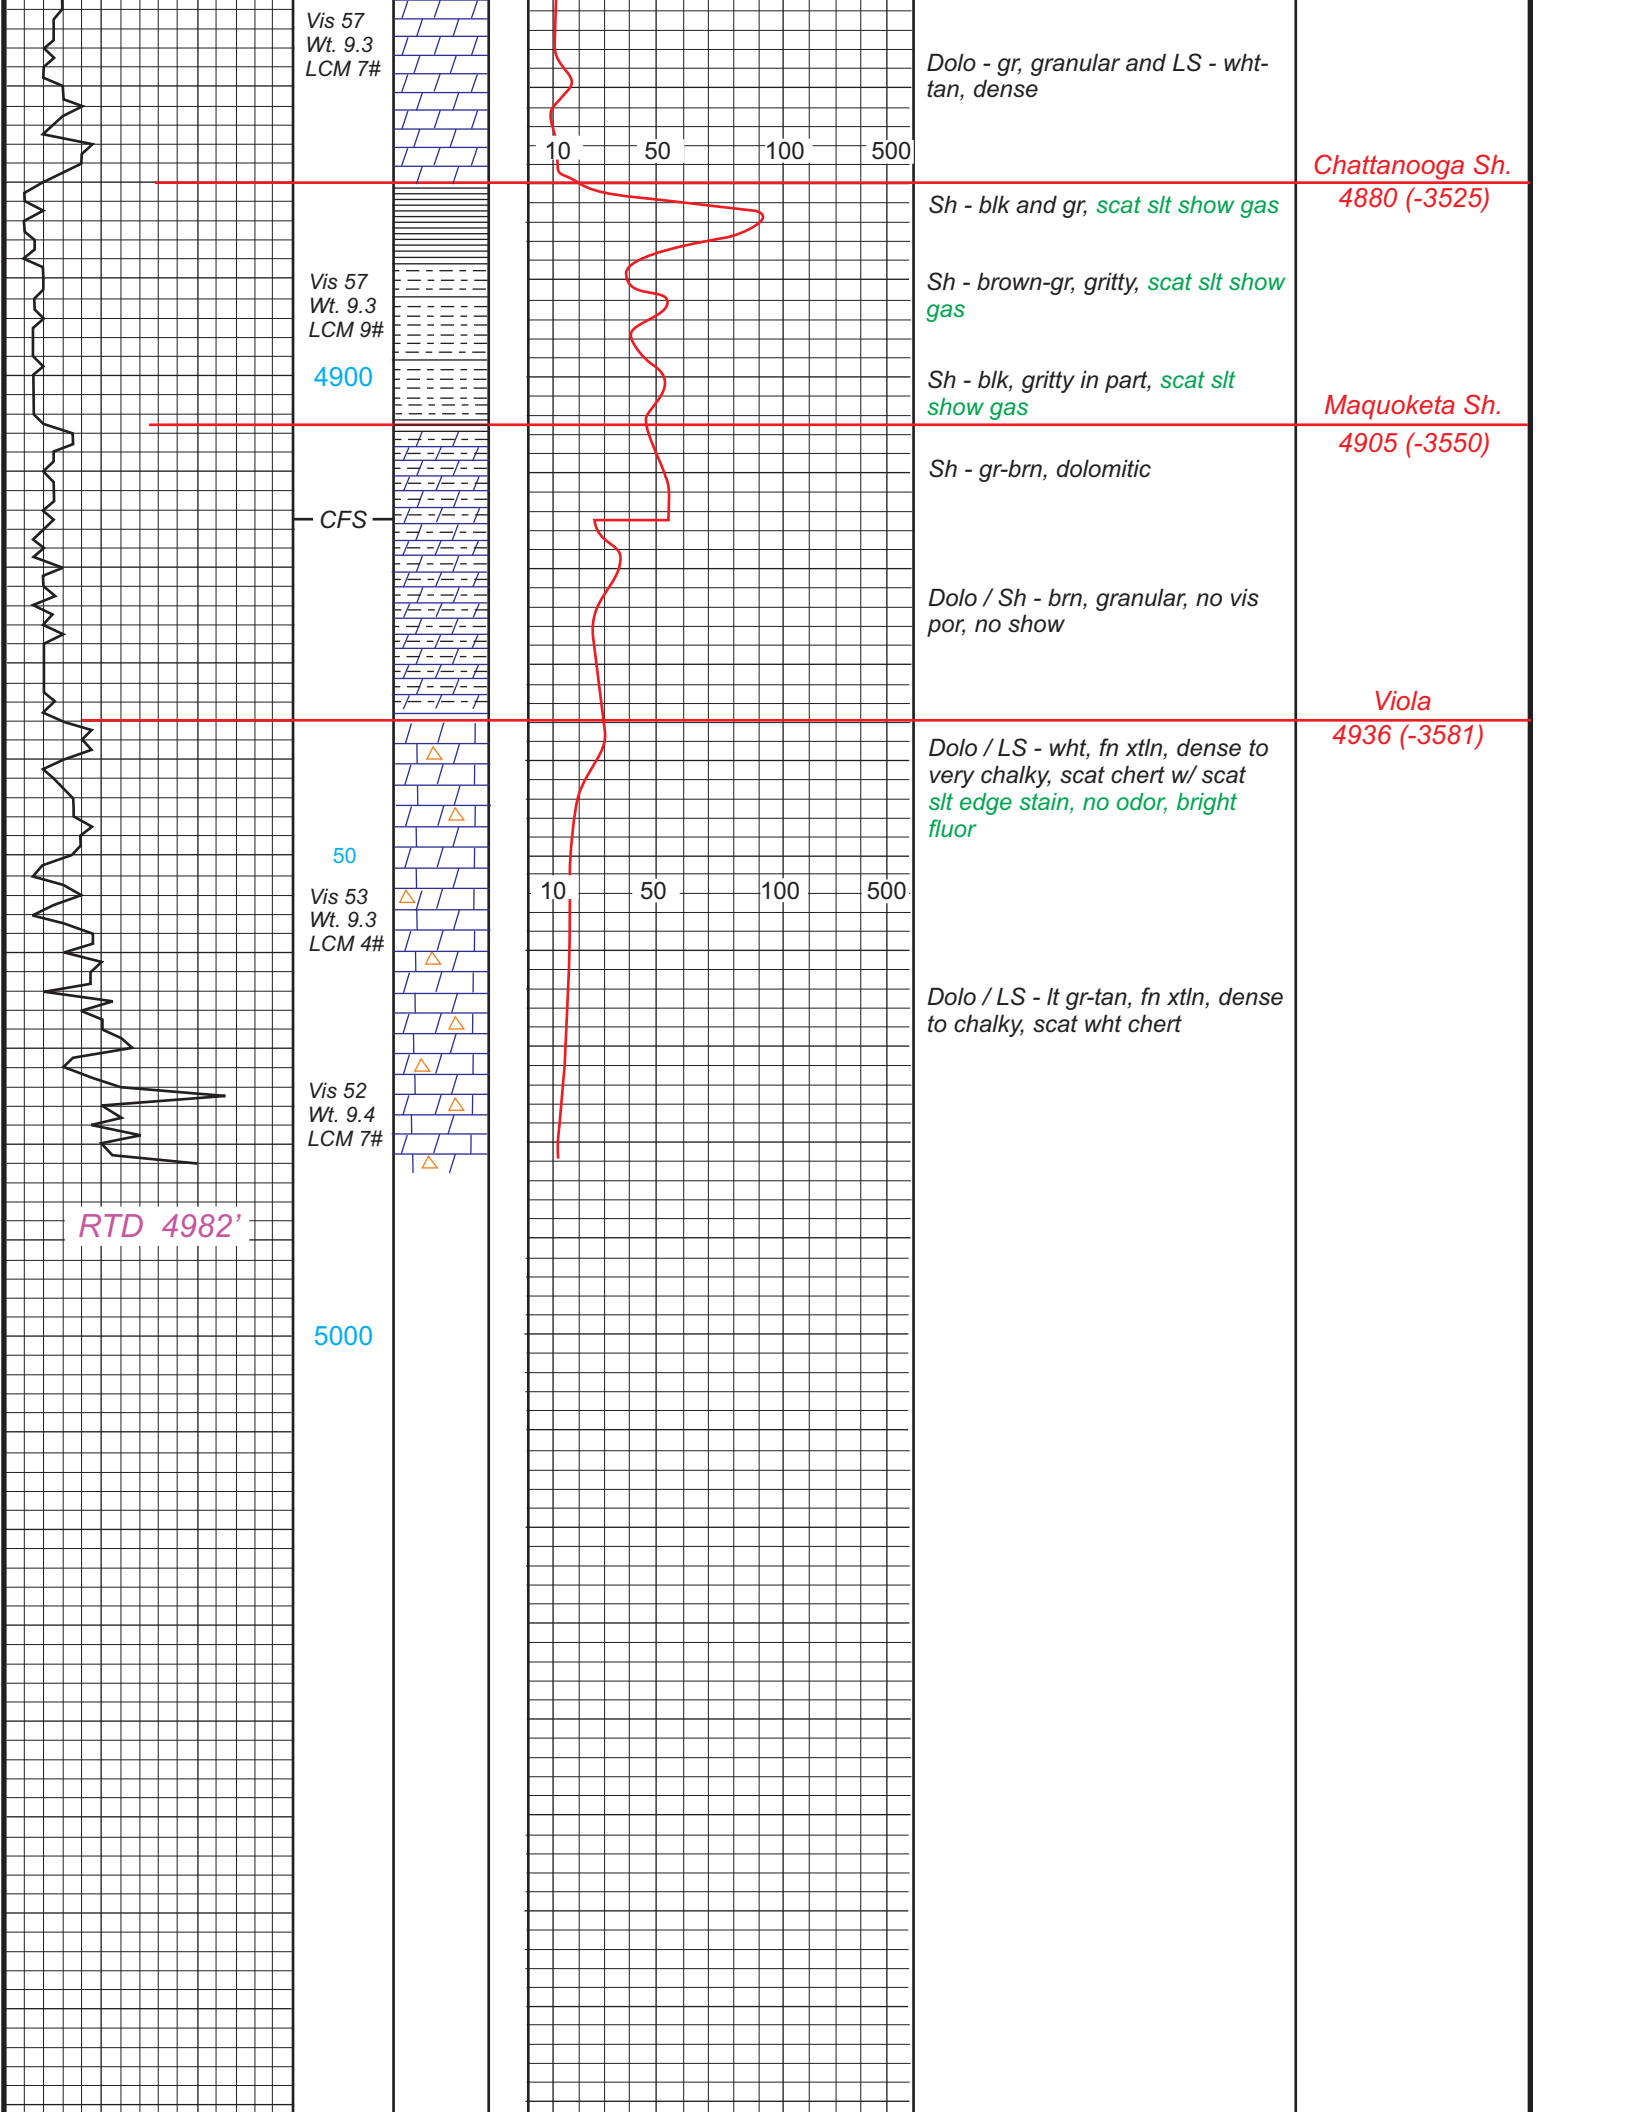 Vis 57
Wt. 9.3
LCM 7#
Dolo - gr, granular and LS - wht-
tan, dense
10 50 100 500
Chattanooga Sh.
4880 (-3525)
Sh - blk and gr, scat slt show gas
Vis 57
Wt. 9.3
LCM 9#
Sh - brown-gr, gritty, scat slt show
gas
4900
Sh - blk, gritty in part, scat slt
show gas
Maquoketa Sh.
4905 (-3550)
Sh - gr-brn, dolomitic
CFS
Dolo / Sh - brn, granular, no vis
por, no show
Viola
4936 (-3581)
Dolo / LS - wht, fn xtln, dense to
very chalky, scat chert w/ scat
slt edge stain, no odor, bright
fluor
50
10 50 100 500
Vis 53
Wt. 9.3
LCM 4#
Dolo / LS - lt gr-tan, fn xtln, dense
to chalky, scat wht chert
Vis 52
Wt. 9.4
LCM 7#
RTD 4982’
5000